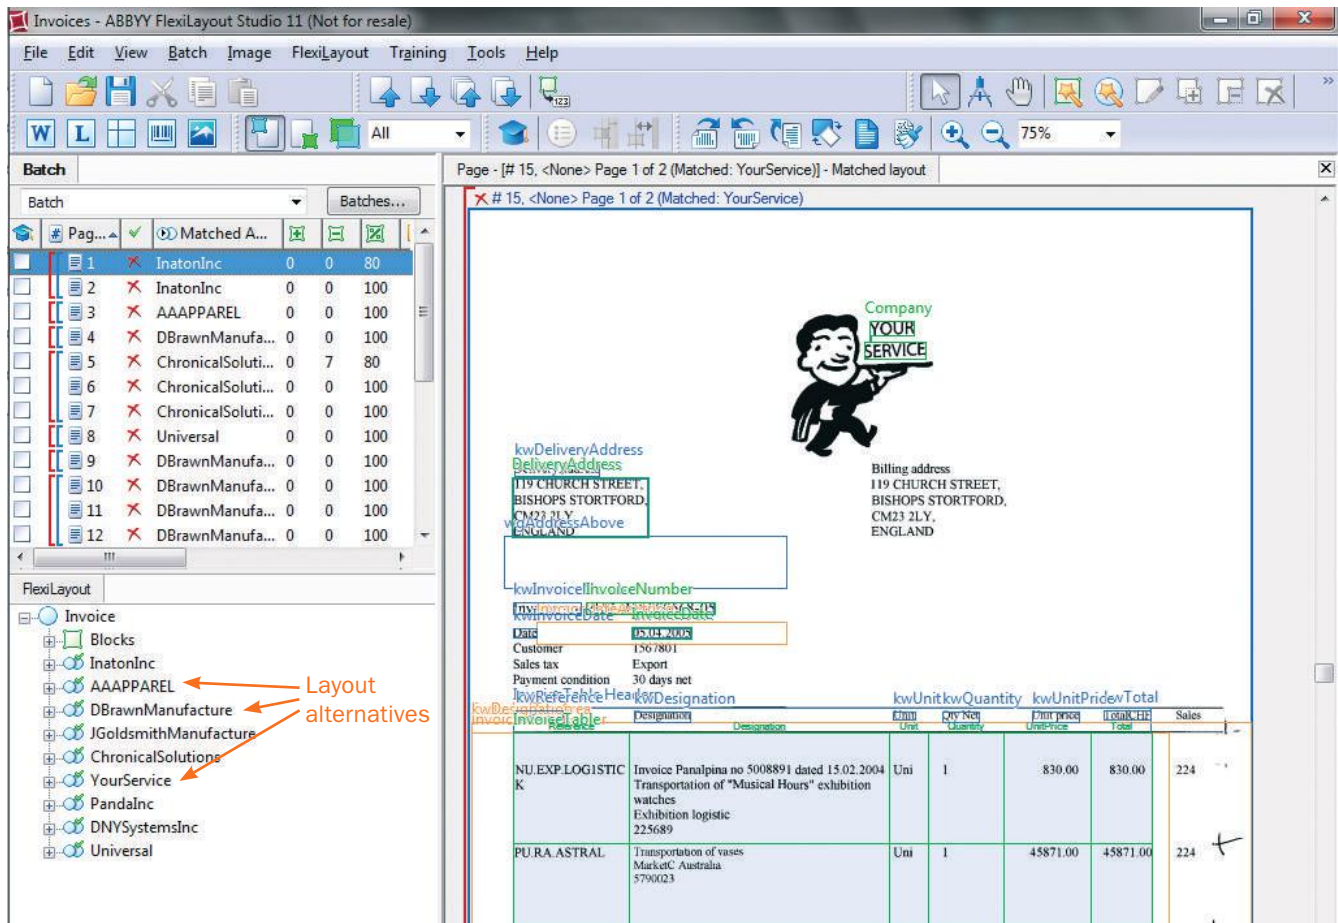 Invoices - ABBYY FlexiLayout Studio 11 (Not for resale)
File Edit View Batch Image FlexiLayout Training Tools Help
123
W L All 75%
Batch
Batch Batches...
# Pag... Matched A...
1 InatonInc 0 0 80
2 InatonInc 0 0 100
3 AAAPPAREL 0 0 100
4 DBrawnManufa... 0 0 100
5 ChronicalSoluti... 0 7 80
6 ChronicalSoluti... 0 0 100
7 ChronicalSoluti... 0 0 100
8 Universal 0 0 100
9 DBrawnManufa... 0 0 100
10 DBrawnManufa... 0 0 100
11 DBrawnManufa... 0 0 100
12 DBrawnManufa... 0 0 100
FlexiLayout
Invoice
Blocks
InatonInc
AAAPPAREL
DBrawnManufacture
JGoldsmithManufacture
ChronicalSolutions
YourService
PandaInc
DNYSystemsInc
Universal
Layout
alternatives
Page - [# 15, <None> Page 1 of 2 (Matched: YourService)] - Matched layout
# 15, <None> Page 1 of 2 (Matched: YourService)
Company
YOUR
SERVICE
kwDeliveryAddress
DeliveryAddress
119 CHURCH STREET,
BISHOPS STORTFORD,
CM23 2LY
ENGLAND
wgAddressAbove
Billing address
119 CHURCH STREET,
BISHOPS STORTFORD,
CM23 2LY,
ENGLAND
InvoiceNumber
kwInvoiceDate InvoiceDate
Date 05.04.2005
Customer 1567801
Sales tax Export
Payment condition 30 days net
kwReference kwDesignation kwUnit kwQuantity kwUnitPrice Total
Designation Unit Qty Net Unit price TotalCHF Sales
Reference Designation Unit Quantity UnitPrice Total
NU.EXP.LOGISTIC Invoice Panalpina no 5008891 dated 15.02.2004 Uni 1 830.00 830.00 224
K Transportation of "Musical Hours" exhibition
watches
Exhibition logistic
225689
PU.RA.ASTRAL Transportation of vases Uni 1 45871.00 45871.00 224
MarketC Australia
5790023